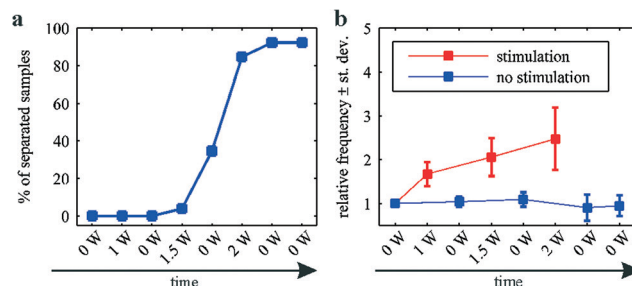 a
100
80
60
40
20
0
% of separated samples
0 W 1 W 0 W 1.5 W 0 W 2 W 0 W 0 W
time
b
5
4
3
2
1
relative frequency ± st. dev.
stimulation
no stimulation
0 W 1 W 0 W 1.5 W 0 W 2 W 0 W 0 W
time